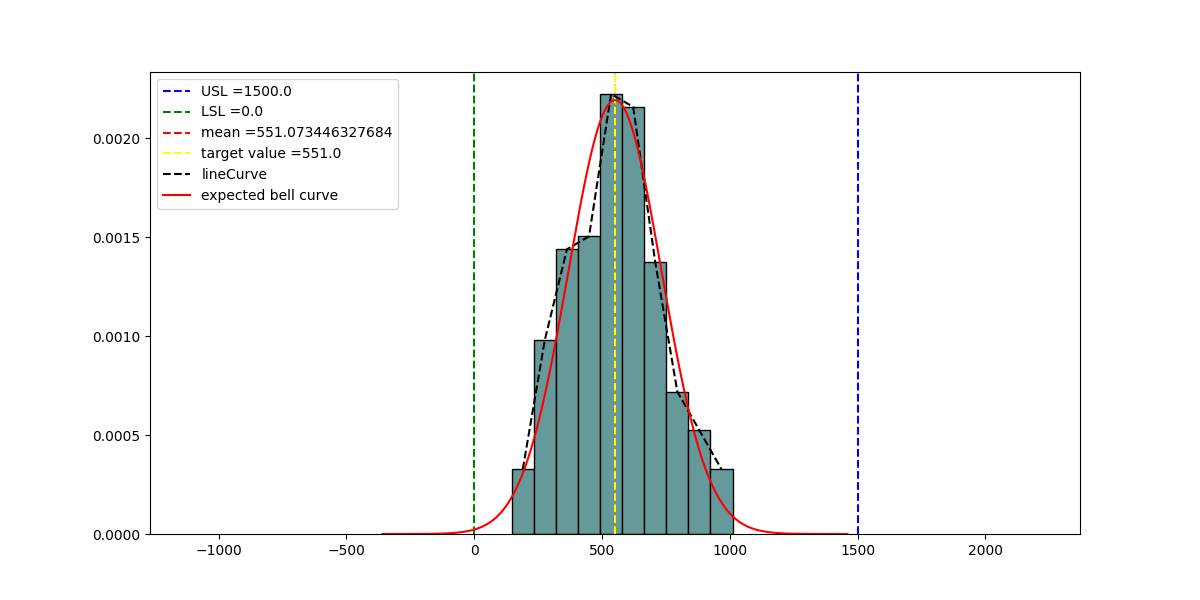 USL =1500.0
LSL =0.0
mean =551.073446327684
target value =551.0
lineCurve
expected bell curve
0.0020
0.0015
0.0010
0.0005
0.0000
−1000 −500 0 500 1000 1500 2000